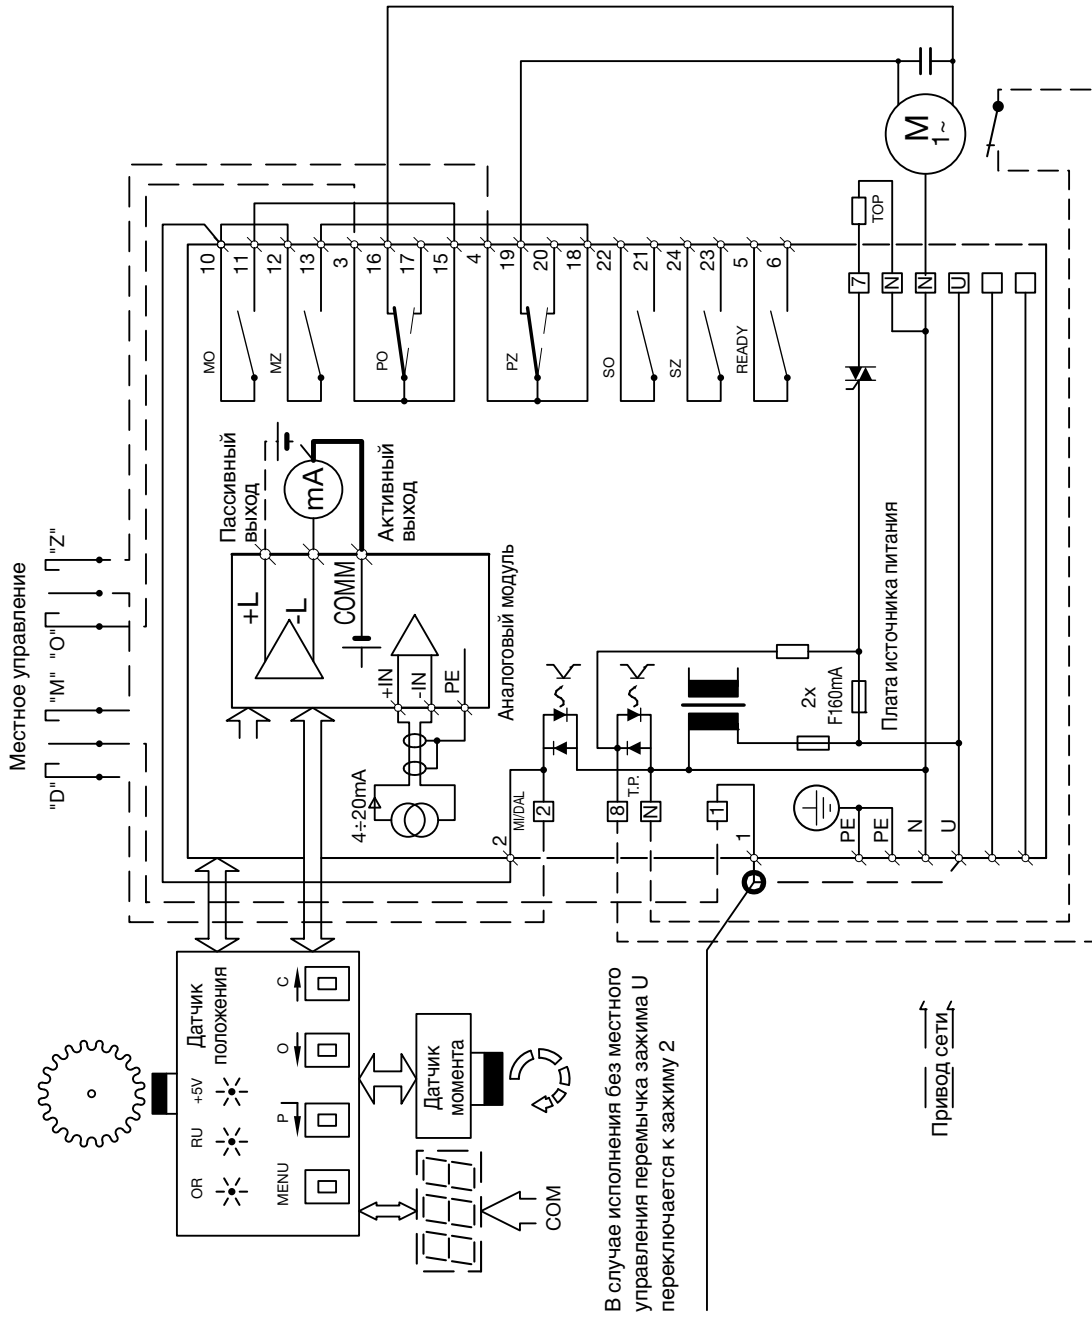 Местное управление
"D"
"M"
"O"
"Z"
Пассивный
выход
mA
Активный
выход
+L
-L
COMM
+IN
-IN
PE
Аналоговый модуль
4÷20mA
MO
MZ
PO
PZ
SO
SZ
READY
10
11
12
13
3
16
17
15
4
19
20
18
22
21
24
23
5
6
M
1~
TOP
7
N
N
U
2
MI/DAL
2
8
T.P.
N
1
1
2x
F160mA
Плата источника питания
PE
PE
N
U
Датчик
положения
OR
RU
+5V
MENU
P
O
C
Датчик
момента
COM
В случае исполнения без местного
управления перемычка зажима U
переключается к зажиму 2
Привод сети